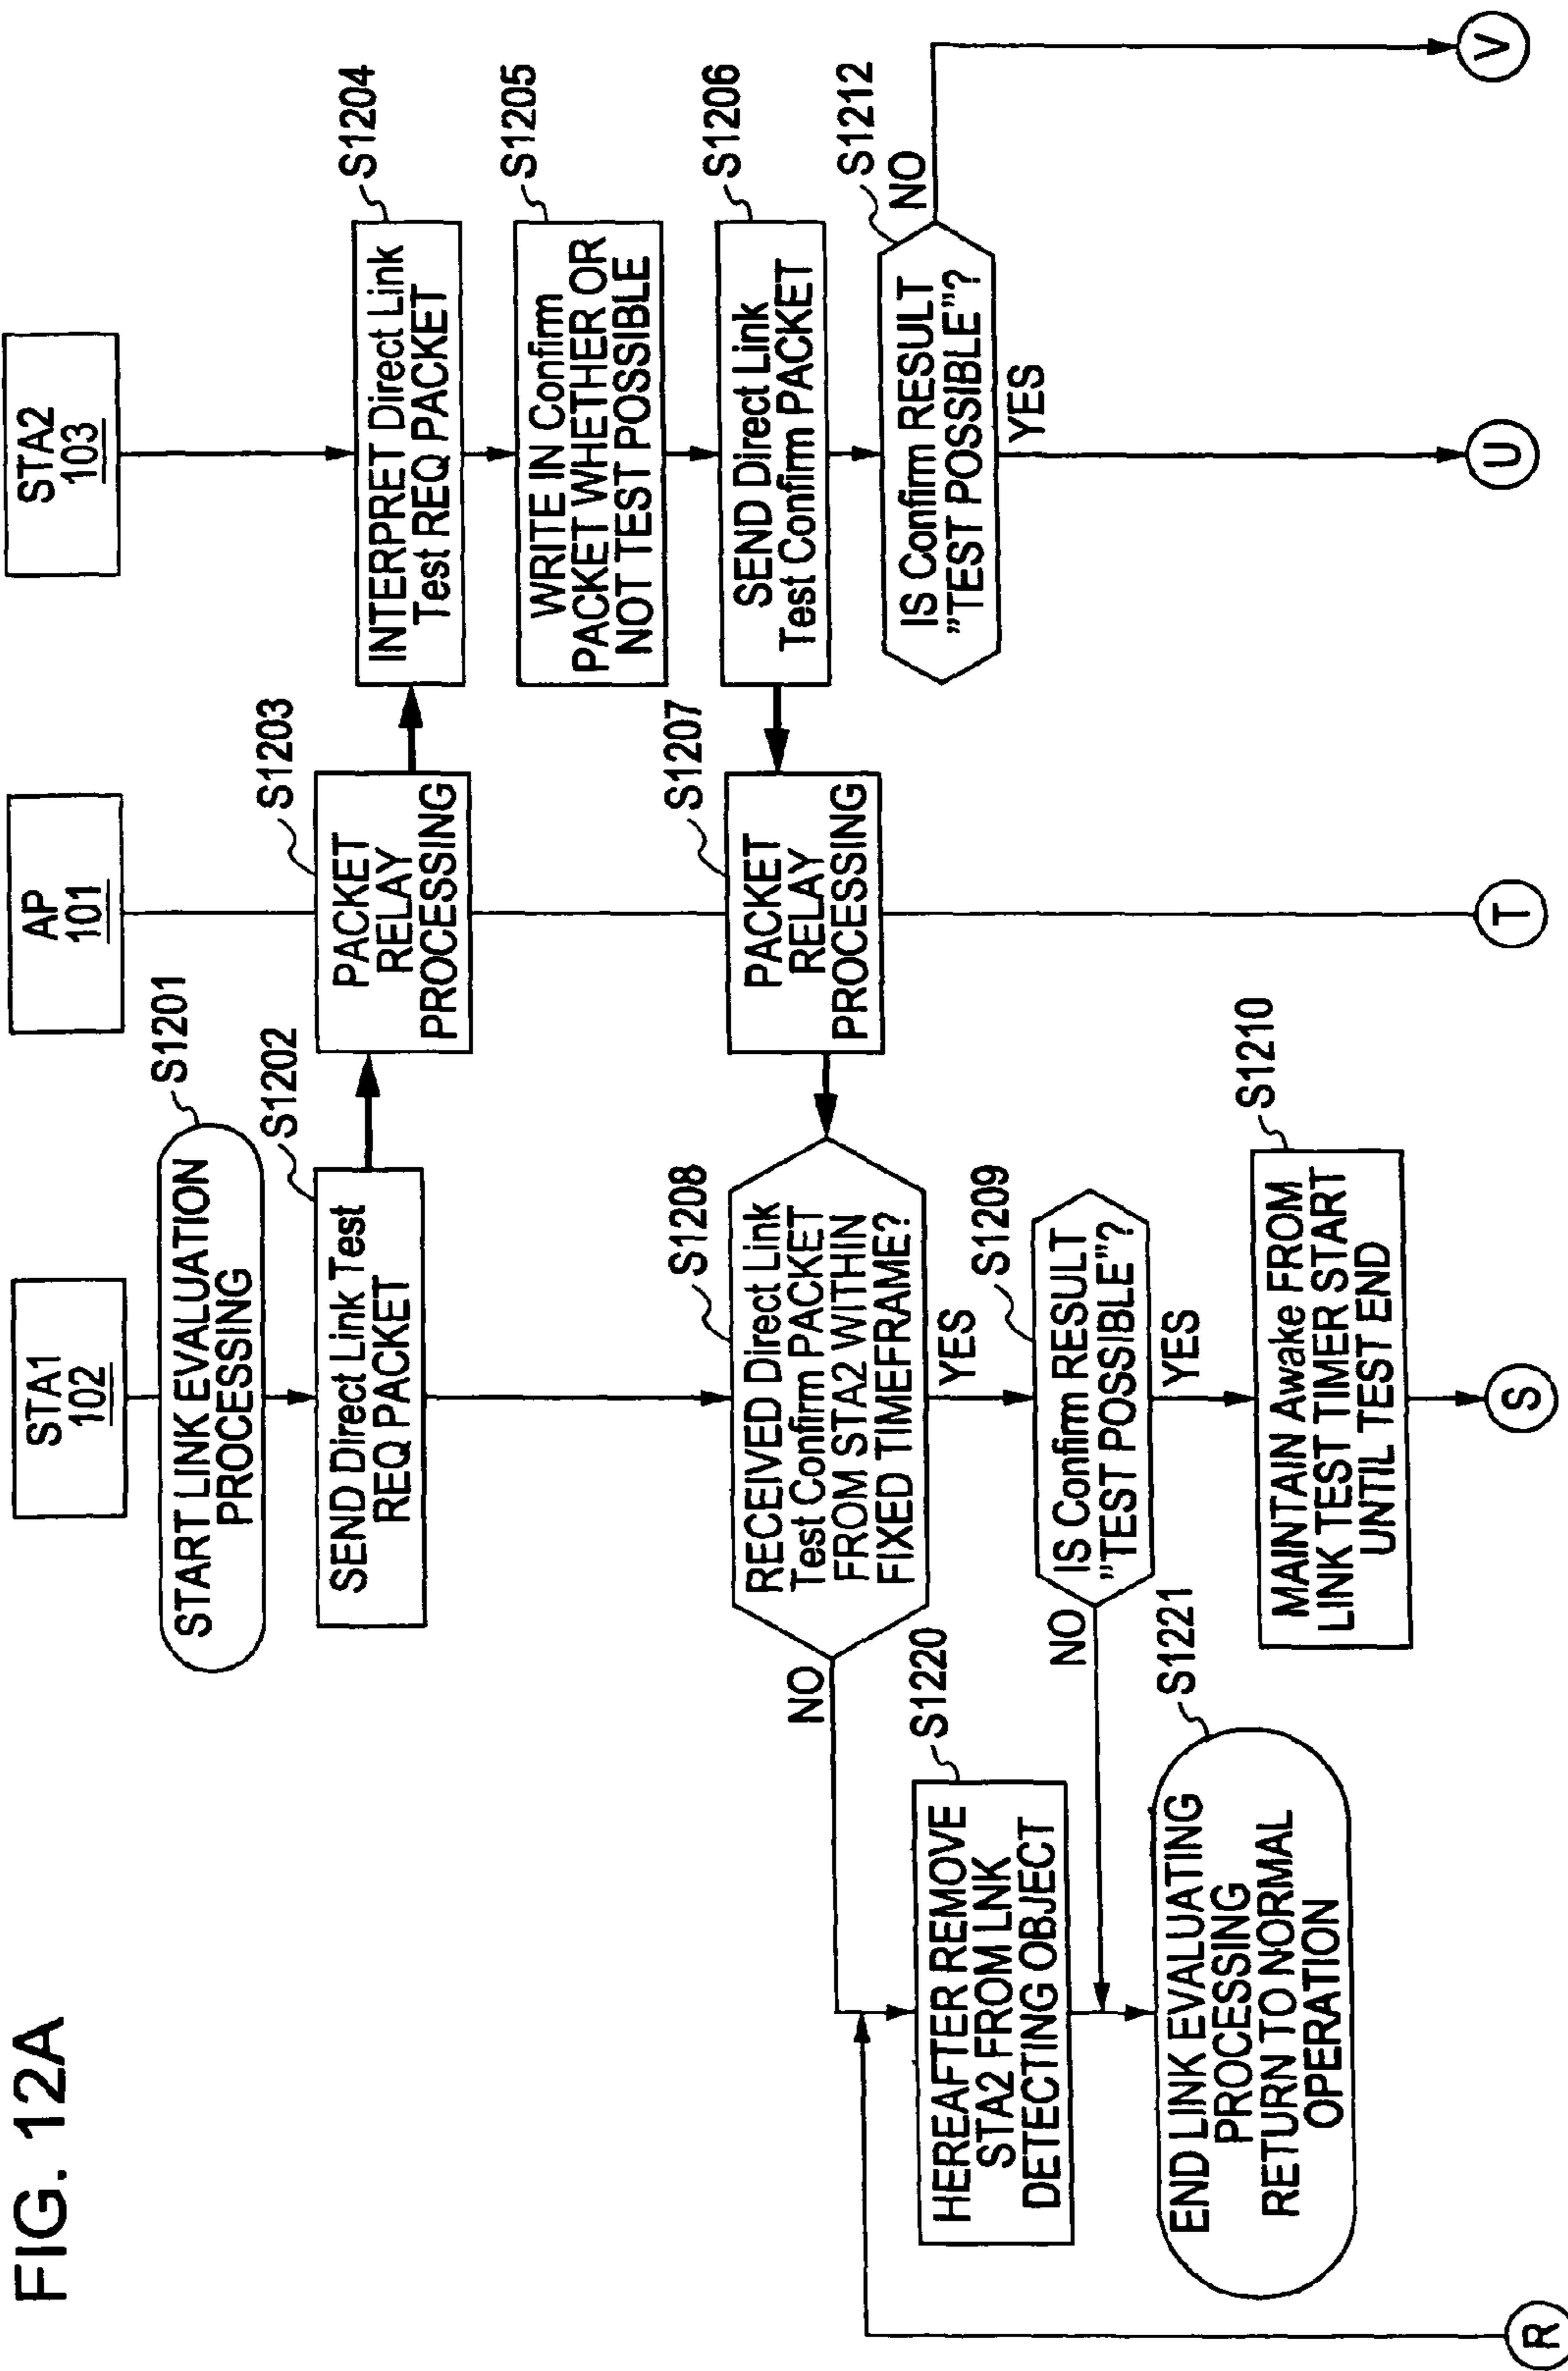 FIG. 12A
STA1
102
AP
101
STA2
103
START LINK EVALUATION
PROCESSING
S1201
SEND Direct Link Test
REQ PACKET
S1202
PACKET
RELAY
PROCESSING
S1203
INTERPRET Direct Link
Test REQ PACKET
S1204
WRITE IN Confirm
PACKET WHETHER OR
NOT TEST POSSIBLE
S1205
SEND Direct Link
Test Confirm PACKET
S1206
PACKET
RELAY
PROCESSING
S1207
RECEIVED Direct Link
Test Confirm PACKET
FROM STA2 WITHIN
FIXED TIMEFRAME?
S1208
NO
YES
IS Confirm RESULT
"TEST POSSIBLE"?
S1212
NO
YES
HEREAFTER REMOVE
STA2 FROM LNK
DETECTING OBJECT
S1220
IS Confirm RESULT
"TEST POSSIBLE"?
S1209
NO
YES
END LINK EVALUATING
PROCESSING
RETURN TO NORMAL
OPERATION
S1221
MAINTAIN Awake FROM
LINK TEST TIMER START
UNTIL TEST END
S1210
R
S
T
U
V